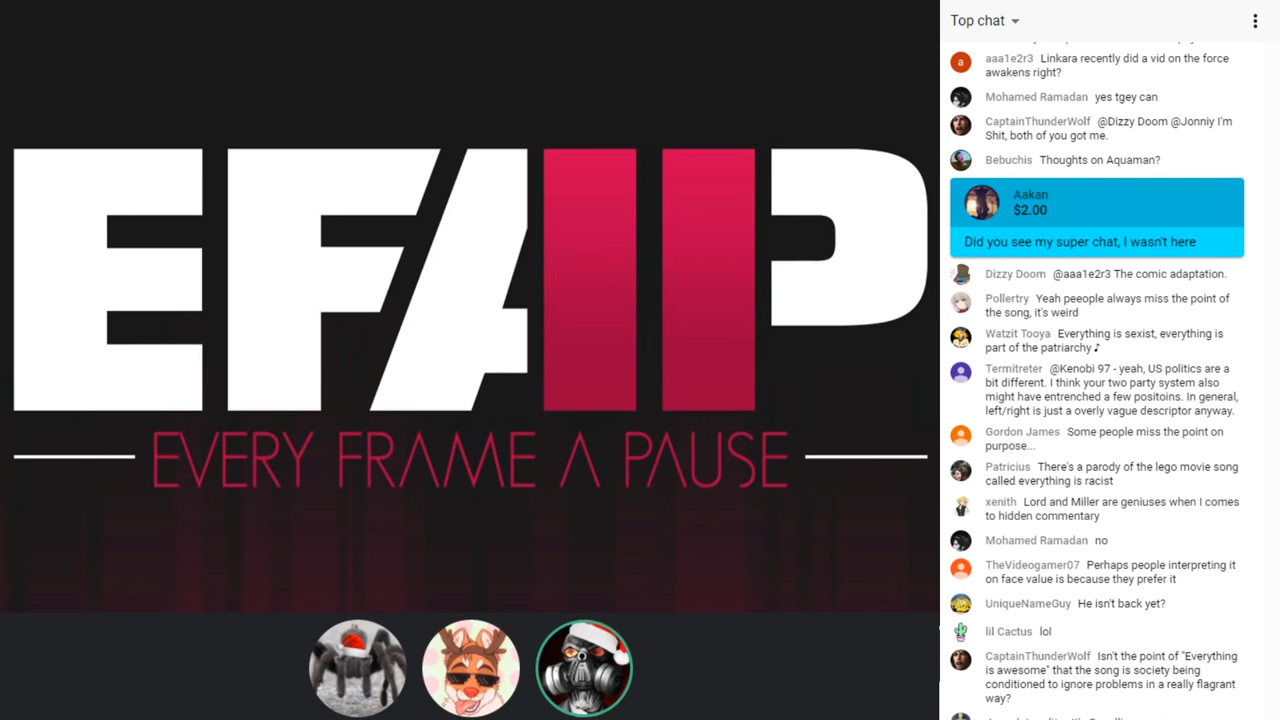 EFAP
EVERY FRAME A PAUSE
Top chat
aaa1e2r3 Linkara recently did a vid on the force
awakens right?
Mohamed Ramadan yes tgey can
CaptainThunderWolf @Dizzy Doom @Jonniy I'm
Shit, both of you got me.
Bebuchis Thoughts on Aquaman?
Aakan
$2.00
Did you see my super chat, I wasn't here
Dizzy Doom @aaa1e2r3 The comic adaptation.
Pollertry Yeah peeople always miss the point of
the song, it's weird
Watzit Tooya Everything is sexist, everything is
part of the patriarchy♪
Termitreter @Kenobi 97 - yeah, US politics are a
bit different. I think your two party system also
might have entrenched a few positoins. In general,
left/right is just a overly vague descriptor anyway.
Gordon James Some people miss the point on
purpose...
Patricius There's a parody of the lego movie song
called everything is racist
xenith Lord and Miller are geniuses when I comes
to hidden commentary
Mohamed Ramadan no
TheVideogamer07 Perhaps people interpreting it
on face value is because they prefer it
UniqueNameGuy He isn't back yet?
lil Cactus lol
CaptainThunderWolf Isn't the point of "Everything
is awesome" that the song is society being
conditioned to ignore problems in a really flagrant
way?